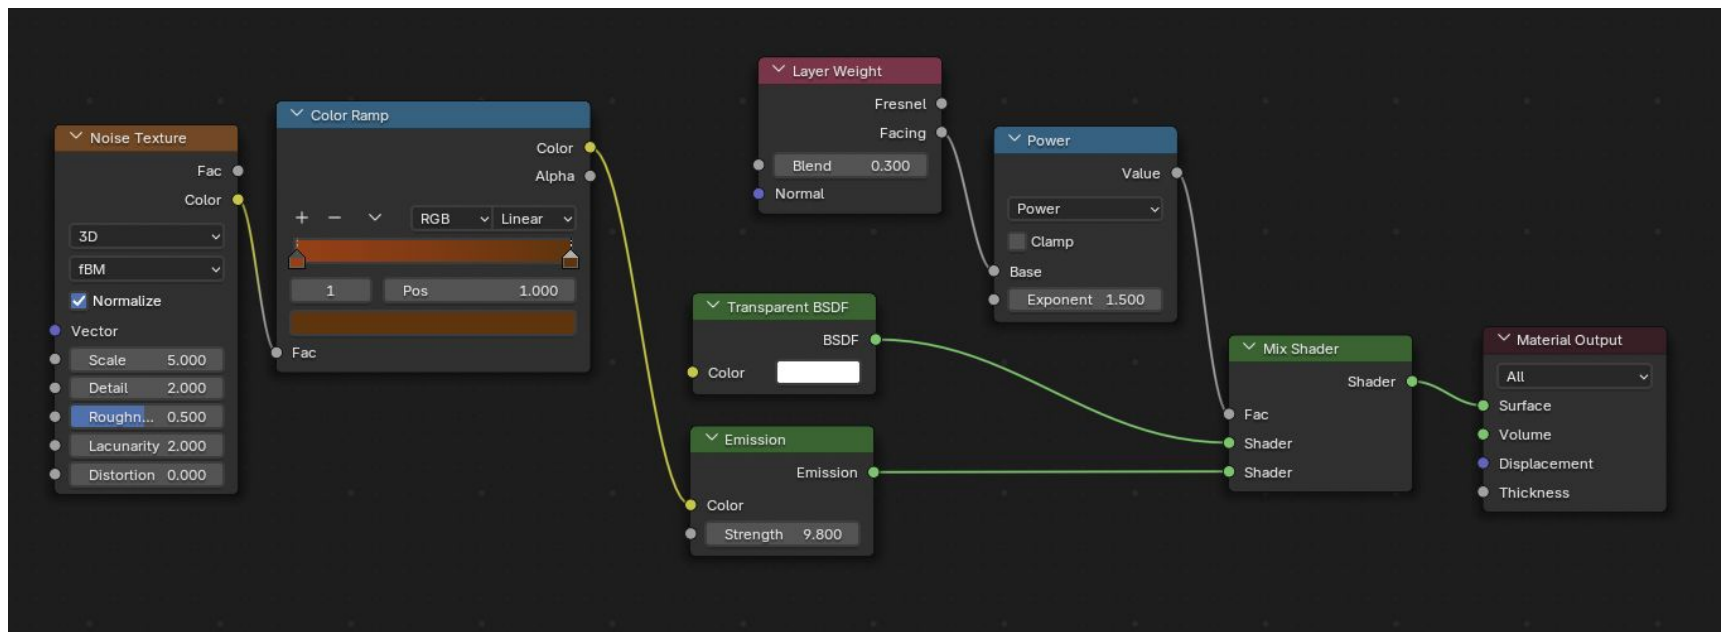 Noise Texture
Fac
Color
3D
fBM
Normalize
Vector
Scale 5.000
Detail 2.000
Roughn... 0.500
Lacunarity 2.000
Distortion 0.000
Color Ramp
Color
Alpha
RGB Linear
1 Pos 1.000
Fac
Layer Weight
Fresnel
Facing
Blend 0.300
Normal
Power
Value
Power
Clamp
Base
Exponent 1.500
Transparent BSDF
BSDF
Color
Emission
Emission
Color
Strength 9.800
Mix Shader
Shader
Fac
Shader
Shader
Material Output
All
Surface
Volume
Displacement
Thickness